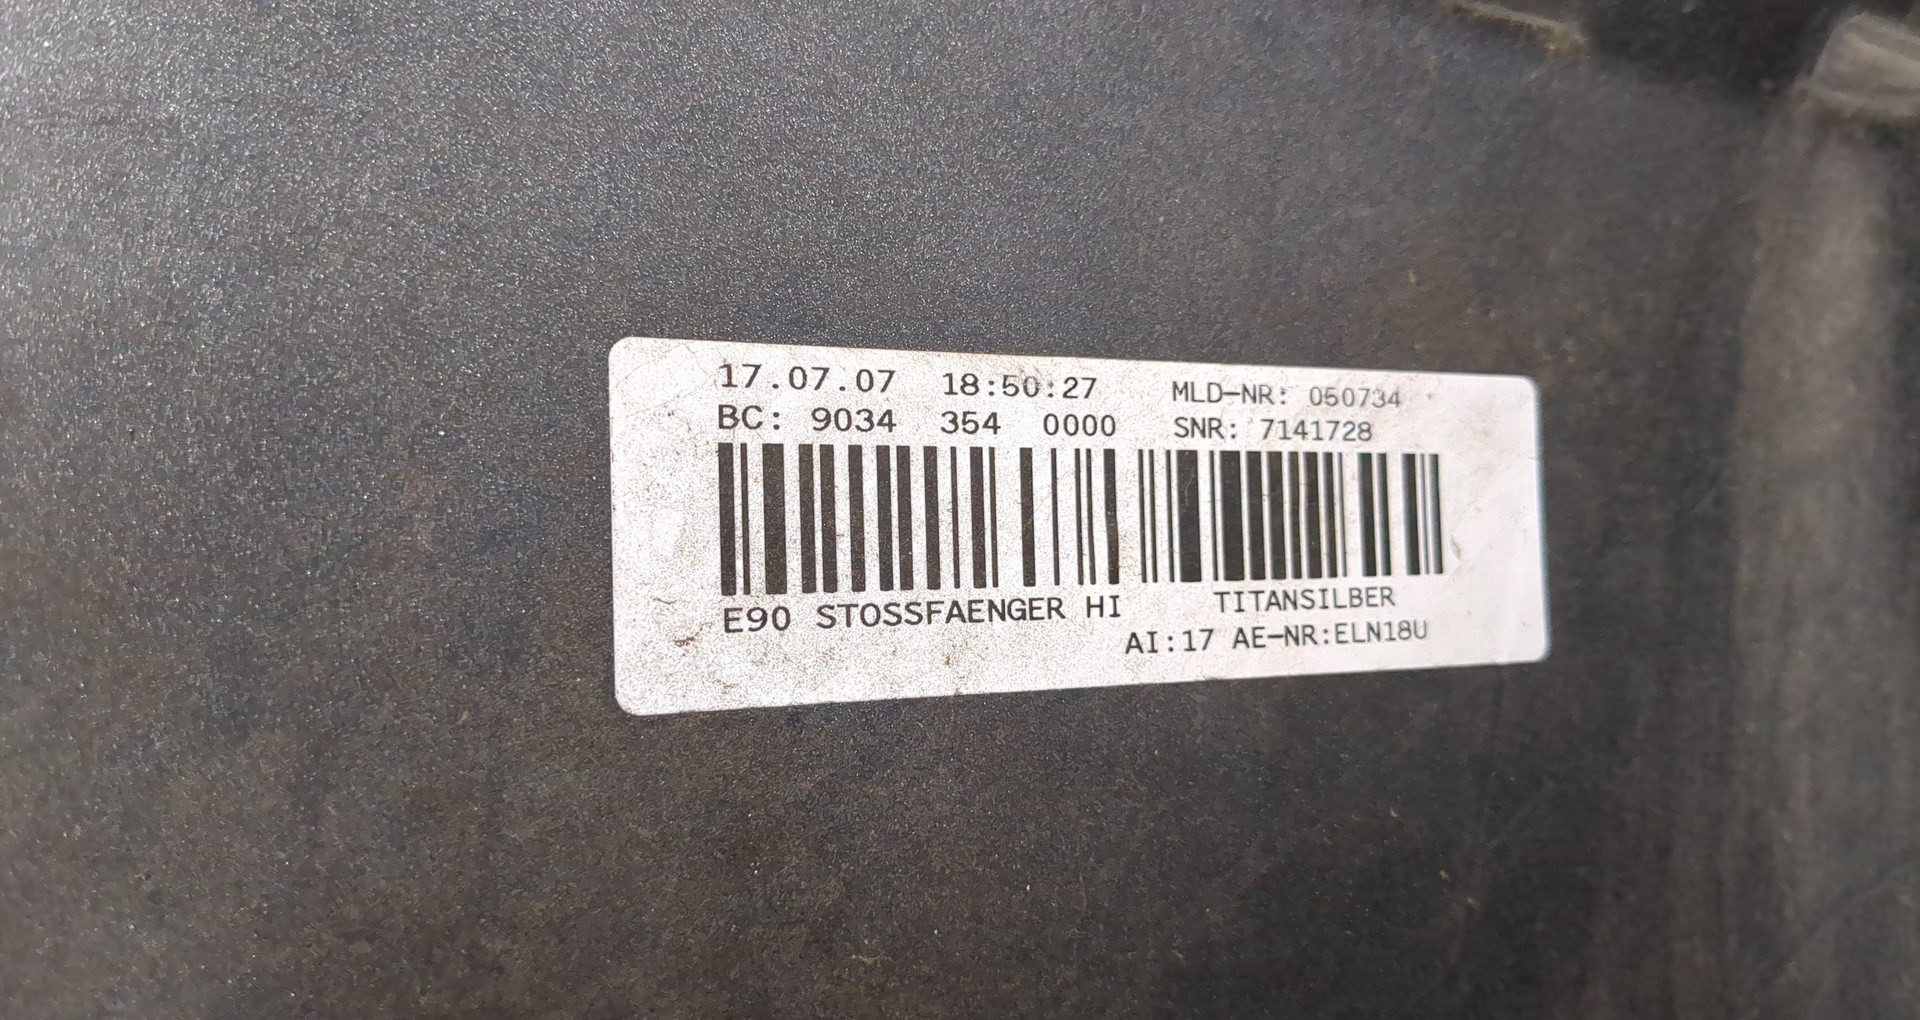 17.07.07 18:50:27 MLD-NR: 050734
BC: 9034 354 0000 SNR: 7141728
E90 STOSSFAENGER HI TITANSILBER
AI:17 AE-NR:ELN18U